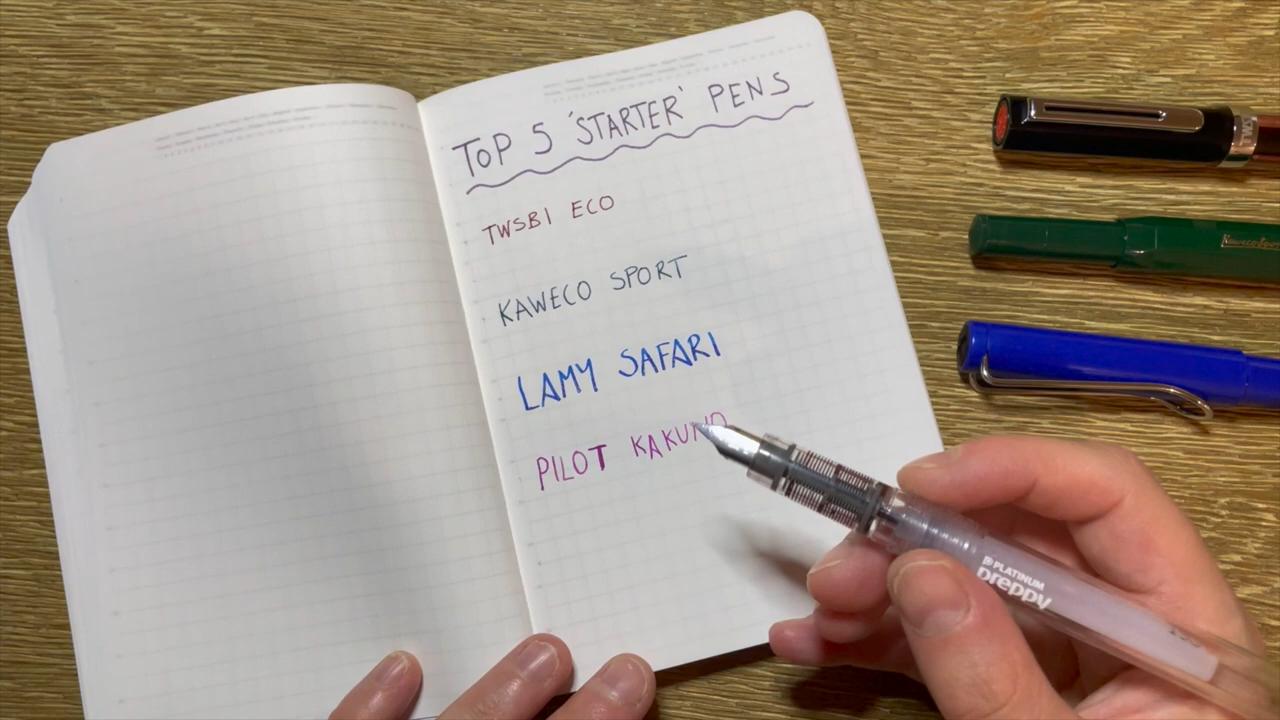 TOP 5 'STARTER' PENS
TWSBI ECO
KAWECO SPORT
LAMY SAFARI
PILOT KAKUNO
PLATINUM
preppy